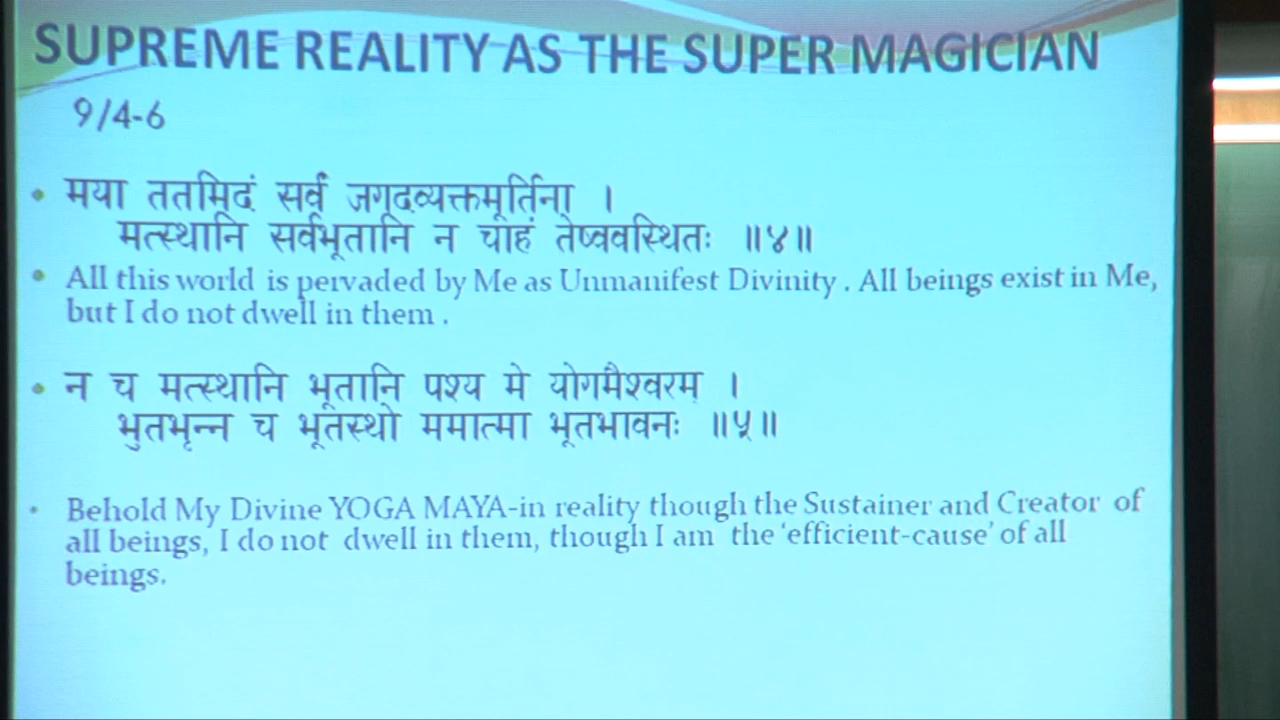 SUPREME REALITY AS THE SUPER MAGICIAN
9/4-6
• मया ततमिदं सर्वं जगदव्यक्तमूर्तिना ।
मत्स्थानि सर्वभूतानि न चाहं तेष्ववस्थितः ॥४॥
• All this world is pervaded by Me as Unmanifest Divinity . All beings exist in Me,
but I do not dwell in them .
• न च मत्स्थानि भूतानि पश्य मे योगमैश्वरम् ।
भुतभृन्न च भूतस्थो ममात्मा भूतभावनः ॥५॥
• Behold My Divine YOGA MAYA-in reality though the Sustainer and Creator of
all beings, I do not dwell in them, though I am the ‘efficient-cause’ of all
beings.